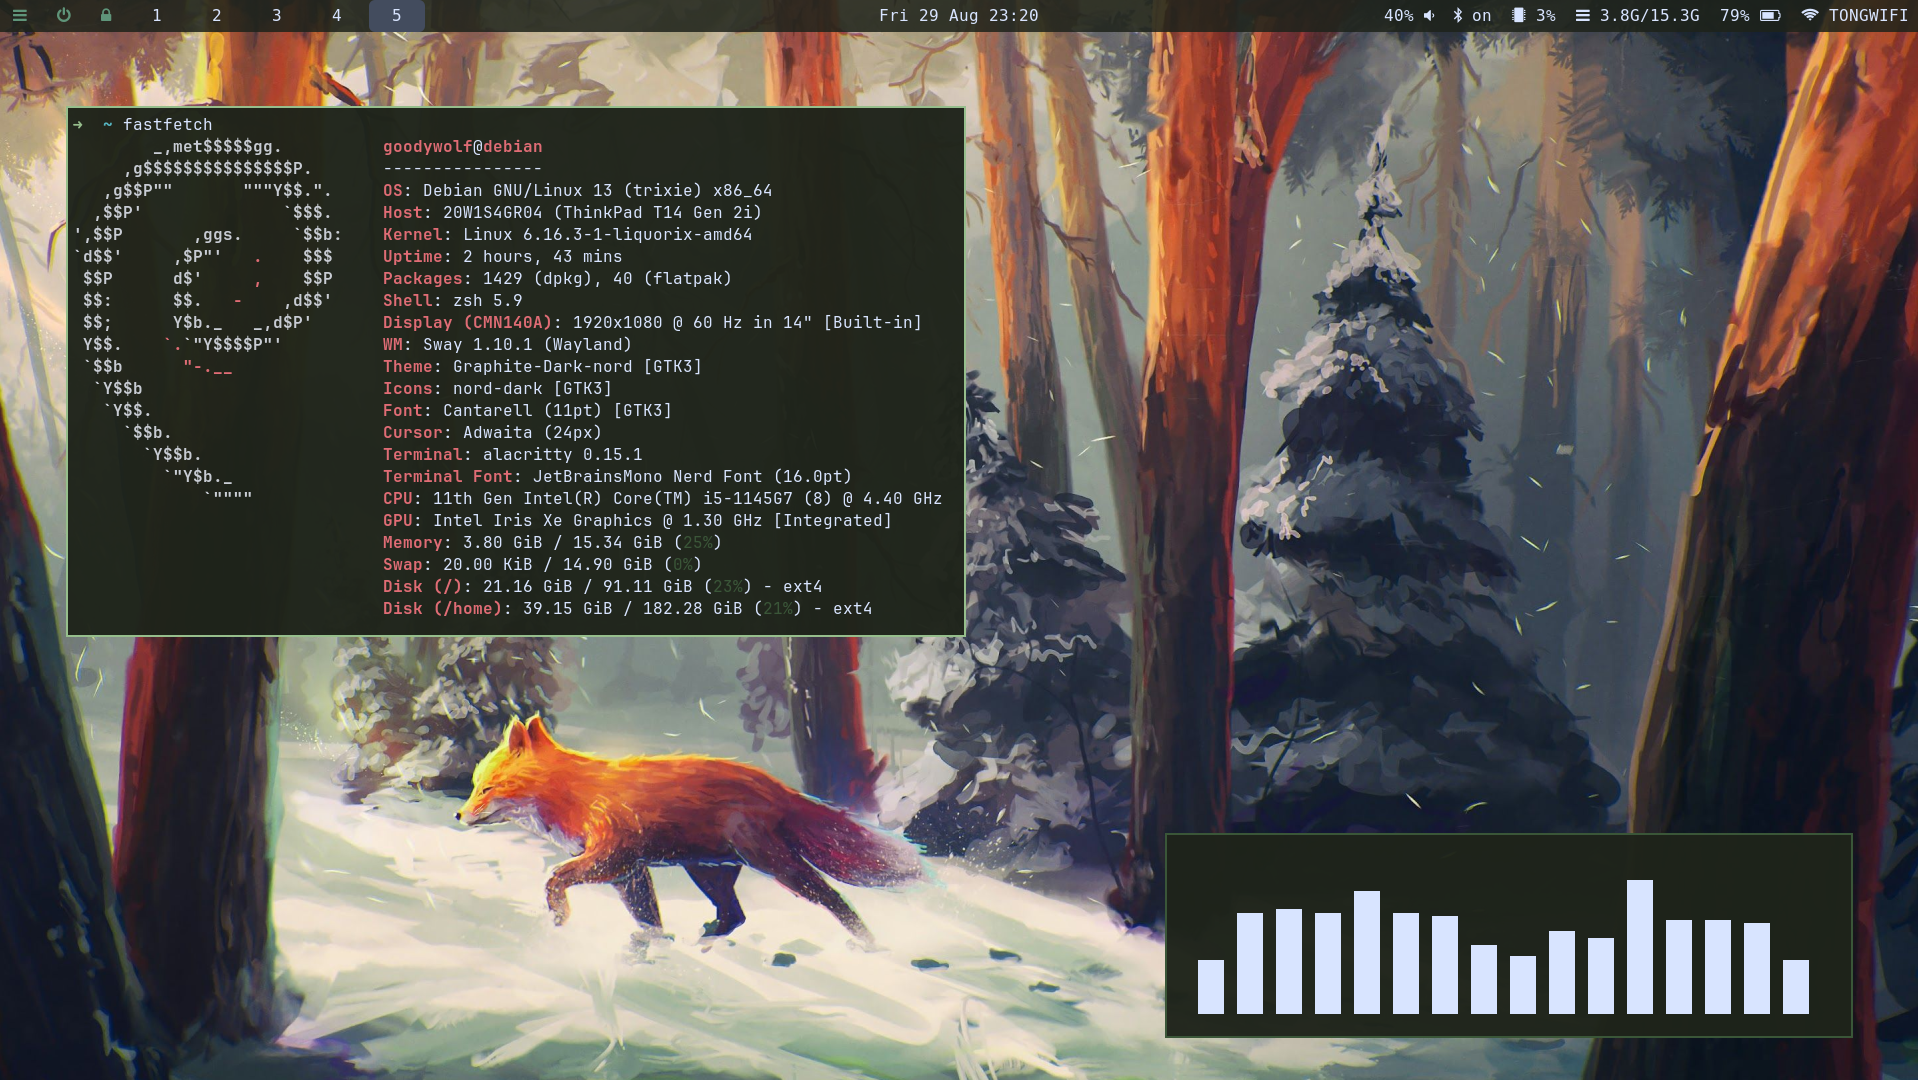 1 2 3 4 5 Fri 29 Aug 23:20 40% on 3% 3.8G/15.3G 79% TONGWIFI
➜ ~ fastfetch
_,met$$$$$gg.
,g$$$$$$$$$$$$$$$P.
,g$$P"" """Y$$.".
,$$P' `$$$.
',$$P ,ggs. `$$b:
`d$$' ,$P"' . $$$
$$P d$' , $$P
$$: $$. - ,d$$'
$$; Y$b._ _,d$P'
Y$$. `.`"Y$$$$P"'
`$$b "-.__
`Y$$b
`Y$$.
`$$b.
`Y$$b.
`"Y$b._
`""""
goodywolf@debian
----------------
OS: Debian GNU/Linux 13 (trixie) x86_64
Host: 20W1S4GR04 (ThinkPad T14 Gen 2i)
Kernel: Linux 6.16.3-1-liquorix-amd64
Uptime: 2 hours, 43 mins
Packages: 1429 (dpkg), 40 (flatpak)
Shell: zsh 5.9
Display (CMN140A): 1920x1080 @ 60 Hz in 14" [Built-in]
WM: Sway 1.10.1 (Wayland)
Theme: Graphite-Dark-nord [GTK3]
Icons: nord-dark [GTK3]
Font: Cantarell (11pt) [GTK3]
Cursor: Adwaita (24px)
Terminal: alacritty 0.15.1
Terminal Font: JetBrainsMono Nerd Font (16.0pt)
CPU: 11th Gen Intel(R) Core(TM) i5-1145G7 (8) @ 4.40 GHz
GPU: Intel Iris Xe Graphics @ 1.30 GHz [Integrated]
Memory: 3.80 GiB / 15.34 GiB (25%)
Swap: 20.00 KiB / 14.90 GiB (0%)
Disk (/): 21.16 GiB / 91.11 GiB (23%) - ext4
Disk (/home): 39.15 GiB / 182.28 GiB (21%) - ext4